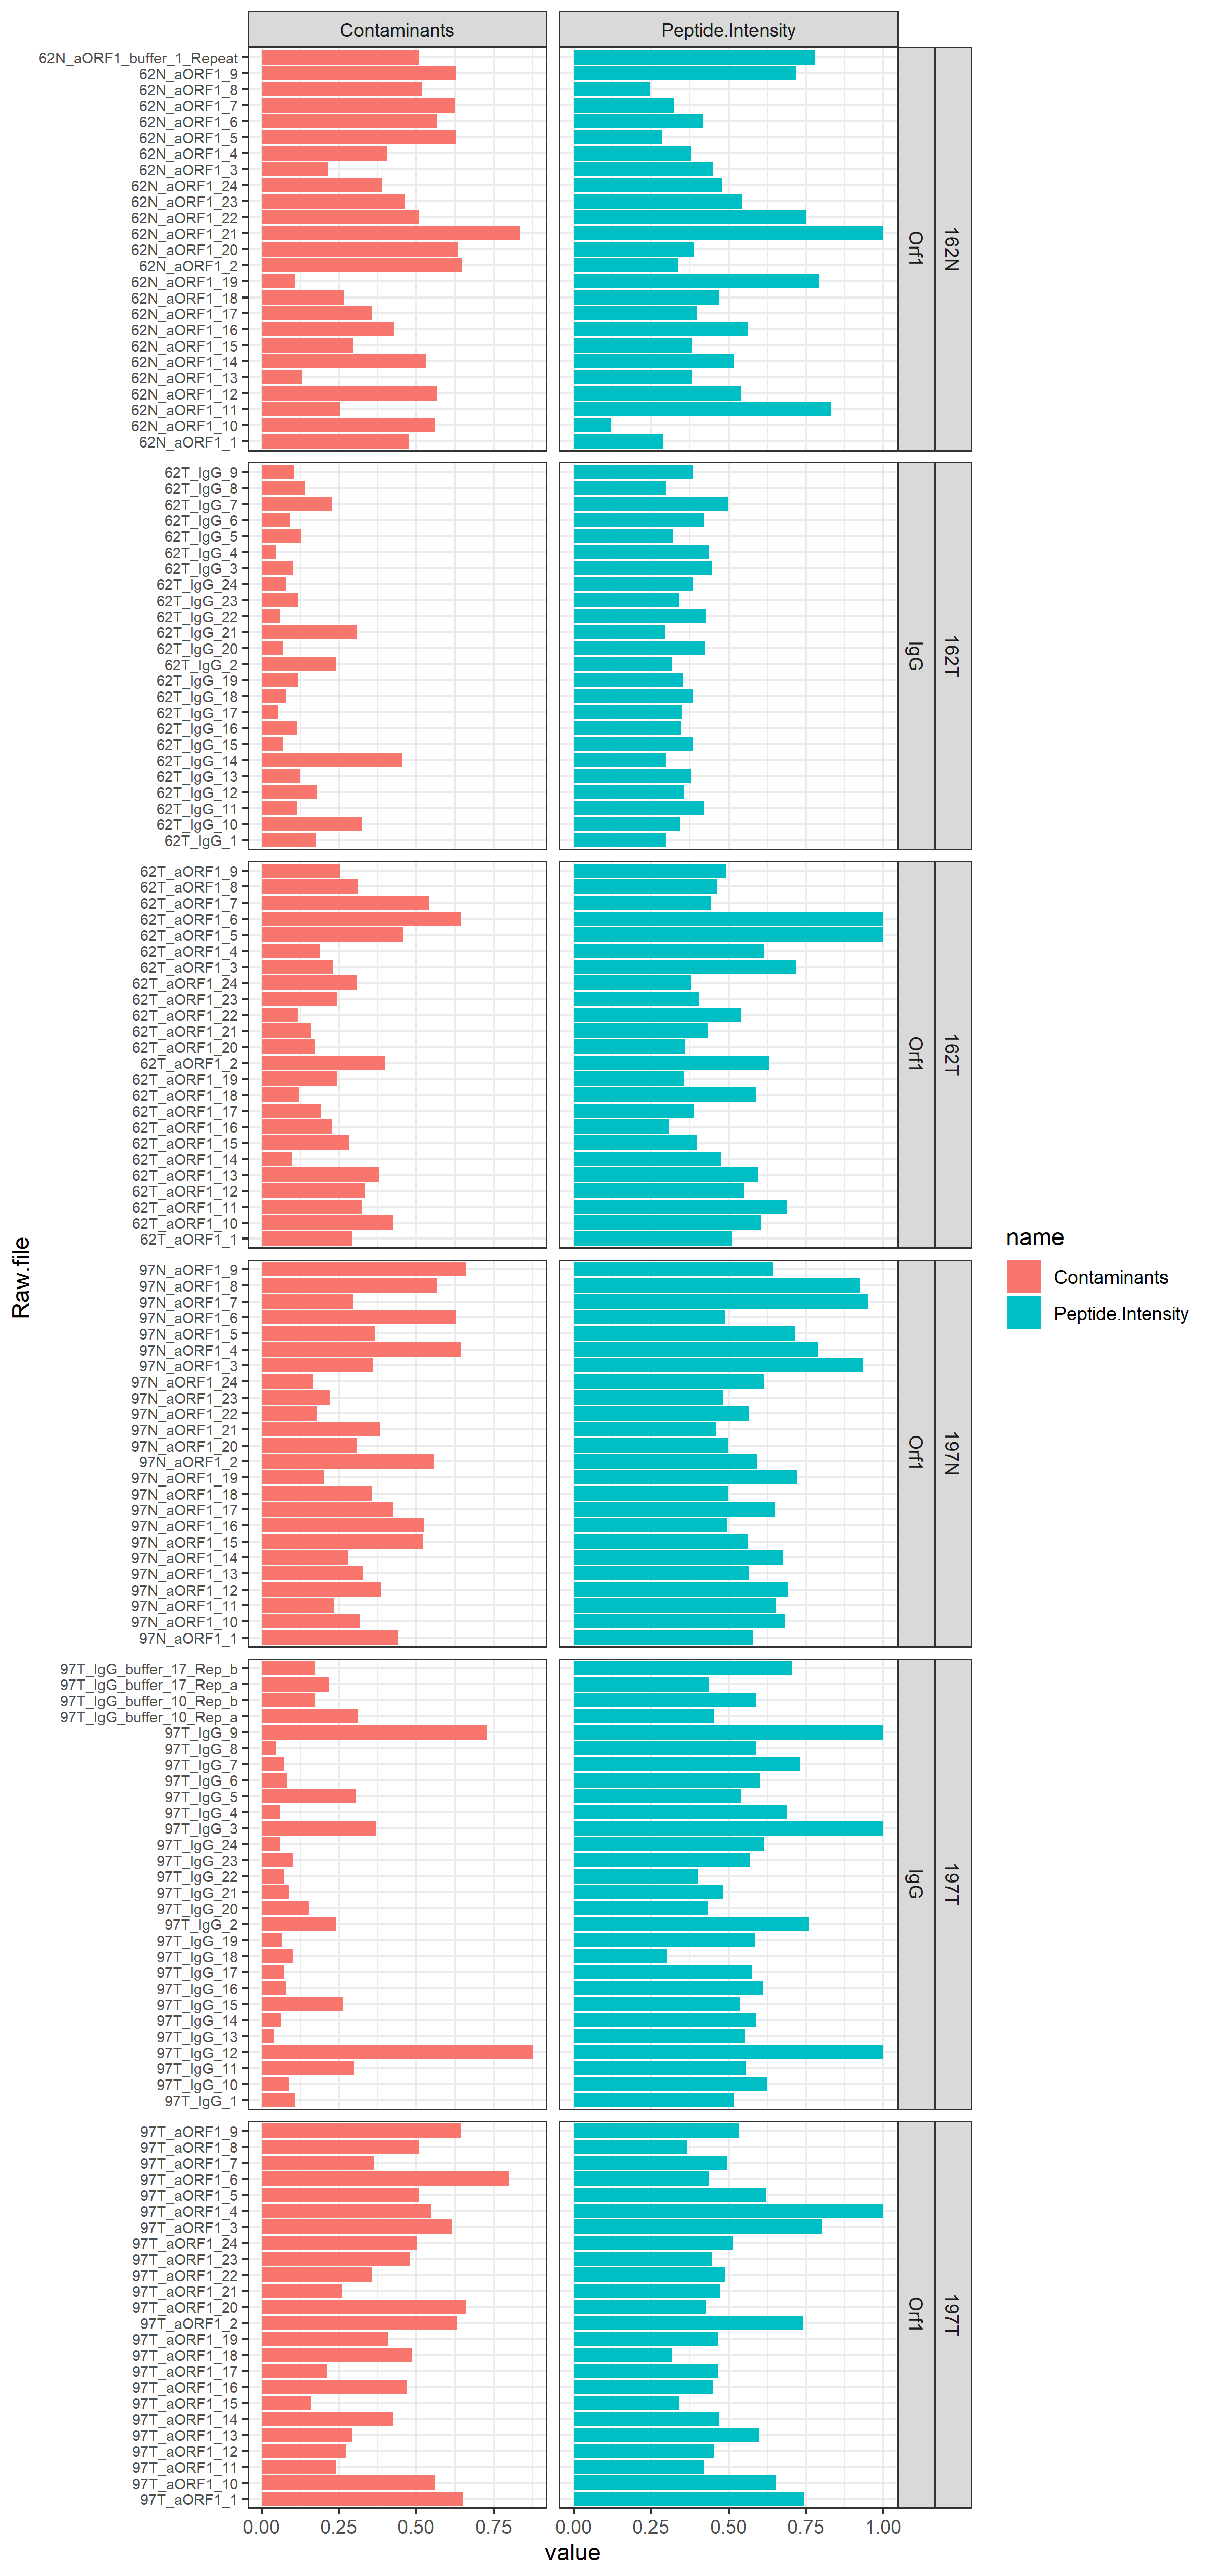 Contaminants
Peptide.Intensity
62N_aORF1_buffer_1_Repeat
62N_aORF1_9
62N_aORF1_8
62N_aORF1_7
62N_aORF1_6
62N_aORF1_5
62N_aORF1_4
62N_aORF1_3
62N_aORF1_24
62N_aORF1_23
62N_aORF1_22
62N_aORF1_21
62N_aORF1_20
62N_aORF1_2
62N_aORF1_19
62N_aORF1_18
62N_aORF1_17
62N_aORF1_16
62N_aORF1_15
62N_aORF1_14
62N_aORF1_13
62N_aORF1_12
62N_aORF1_11
62N_aORF1_10
62N_aORF1_1
Orf1
162N
62T_IgG_9
62T_IgG_8
62T_IgG_7
62T_IgG_6
62T_IgG_5
62T_IgG_4
62T_IgG_3
62T_IgG_24
62T_IgG_23
62T_IgG_22
62T_IgG_21
62T_IgG_20
62T_IgG_2
62T_IgG_19
62T_IgG_18
62T_IgG_17
62T_IgG_16
62T_IgG_15
62T_IgG_14
62T_IgG_13
62T_IgG_12
62T_IgG_11
62T_IgG_10
62T_IgG_1
IgG
162T
62T_aORF1_9
62T_aORF1_8
62T_aORF1_7
62T_aORF1_6
62T_aORF1_5
62T_aORF1_4
62T_aORF1_3
62T_aORF1_24
62T_aORF1_23
62T_aORF1_22
62T_aORF1_21
62T_aORF1_20
62T_aORF1_2
62T_aORF1_19
62T_aORF1_18
62T_aORF1_17
62T_aORF1_16
62T_aORF1_15
62T_aORF1_14
62T_aORF1_13
62T_aORF1_12
62T_aORF1_11
62T_aORF1_10
62T_aORF1_1
Orf1
162T
97N_aORF1_9
97N_aORF1_8
97N_aORF1_7
97N_aORF1_6
97N_aORF1_5
97N_aORF1_4
97N_aORF1_3
97N_aORF1_24
97N_aORF1_23
97N_aORF1_22
97N_aORF1_21
97N_aORF1_20
97N_aORF1_2
97N_aORF1_19
97N_aORF1_18
97N_aORF1_17
97N_aORF1_16
97N_aORF1_15
97N_aORF1_14
97N_aORF1_13
97N_aORF1_12
97N_aORF1_11
97N_aORF1_10
97N_aORF1_1
Orf1
197N
97T_IgG_buffer_17_Rep_b
97T_IgG_buffer_17_Rep_a
97T_IgG_buffer_10_Rep_b
97T_IgG_buffer_10_Rep_a
97T_IgG_9
97T_IgG_8
97T_IgG_7
97T_IgG_6
97T_IgG_5
97T_IgG_4
97T_IgG_3
97T_IgG_24
97T_IgG_23
97T_IgG_22
97T_IgG_21
97T_IgG_20
97T_IgG_2
97T_IgG_19
97T_IgG_18
97T_IgG_17
97T_IgG_16
97T_IgG_15
97T_IgG_14
97T_IgG_13
97T_IgG_12
97T_IgG_11
97T_IgG_10
97T_IgG_1
IgG
197T
97T_aORF1_9
97T_aORF1_8
97T_aORF1_7
97T_aORF1_6
97T_aORF1_5
97T_aORF1_4
97T_aORF1_3
97T_aORF1_24
97T_aORF1_23
97T_aORF1_22
97T_aORF1_21
97T_aORF1_20
97T_aORF1_2
97T_aORF1_19
97T_aORF1_18
97T_aORF1_17
97T_aORF1_16
97T_aORF1_15
97T_aORF1_14
97T_aORF1_13
97T_aORF1_12
97T_aORF1_11
97T_aORF1_10
97T_aORF1_1
Orf1
197T
0.00 0.25 0.50 0.75
0.00 0.25 0.50 0.75 1.00
value
Raw.file
name
Contaminants
Peptide.Intensity